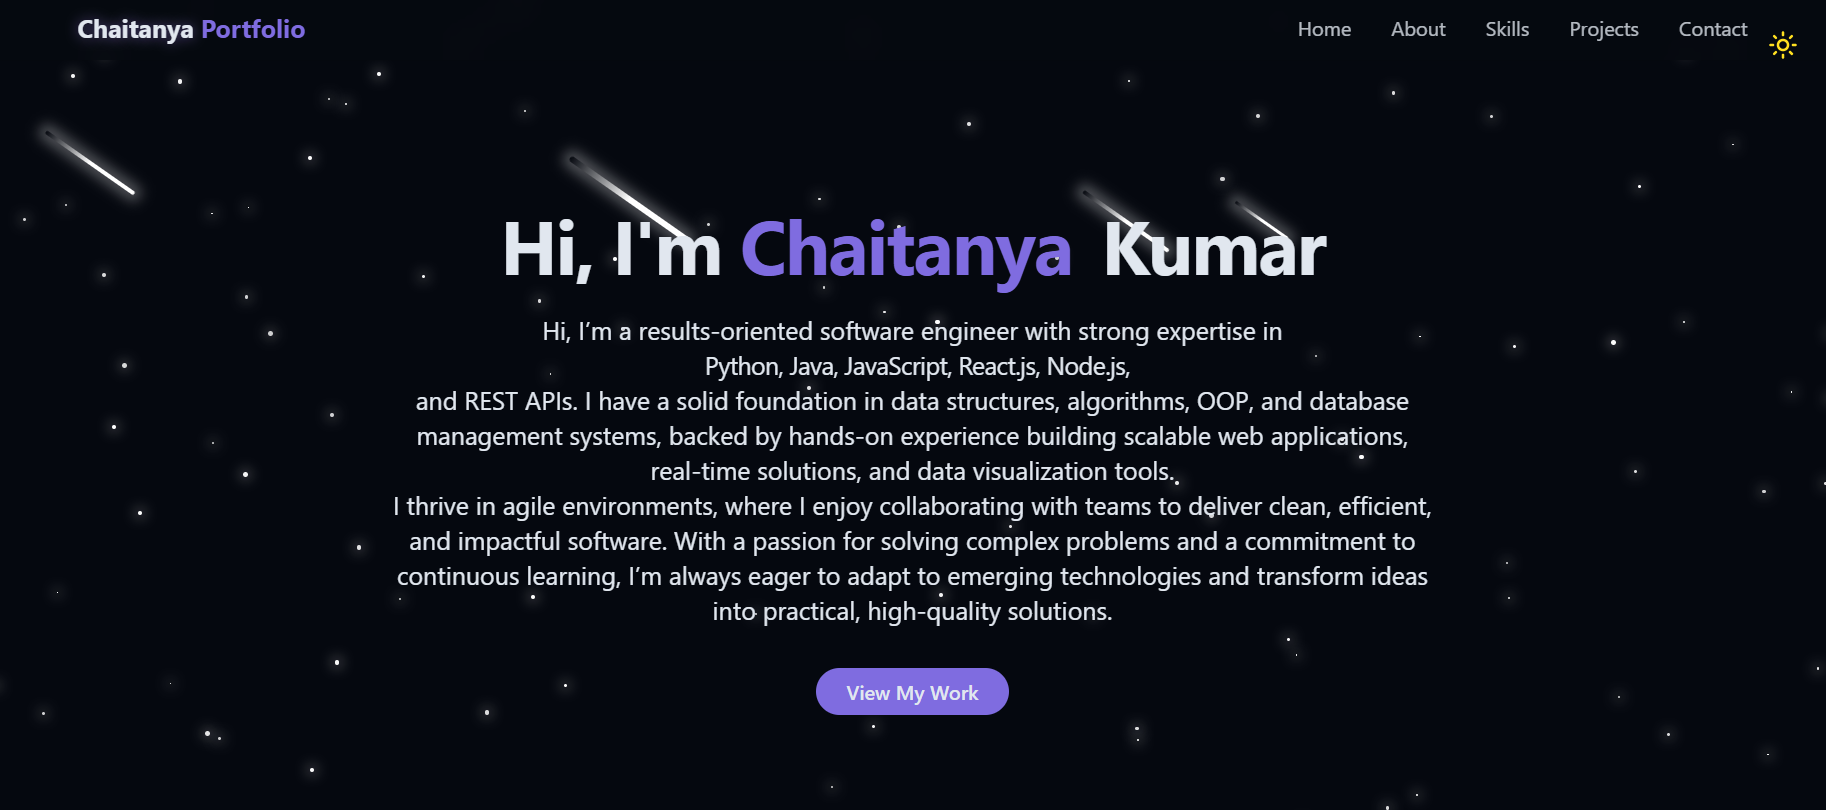 Chaitanya Portfolio
Home About Skills Projects Contact
Hi, I'm Chaitanya Kumar
Hi, I’m a results-oriented software engineer with strong expertise in
Python, Java, JavaScript, React.js, Node.js,
and REST APIs. I have a solid foundation in data structures, algorithms, OOP, and database
management systems, backed by hands-on experience building scalable web applications,
real-time solutions, and data visualization tools.
I thrive in agile environments, where I enjoy collaborating with teams to deliver clean, efficient,
and impactful software. With a passion for solving complex problems and a commitment to
continuous learning, I’m always eager to adapt to emerging technologies and transform ideas
into practical, high-quality solutions.
View My Work